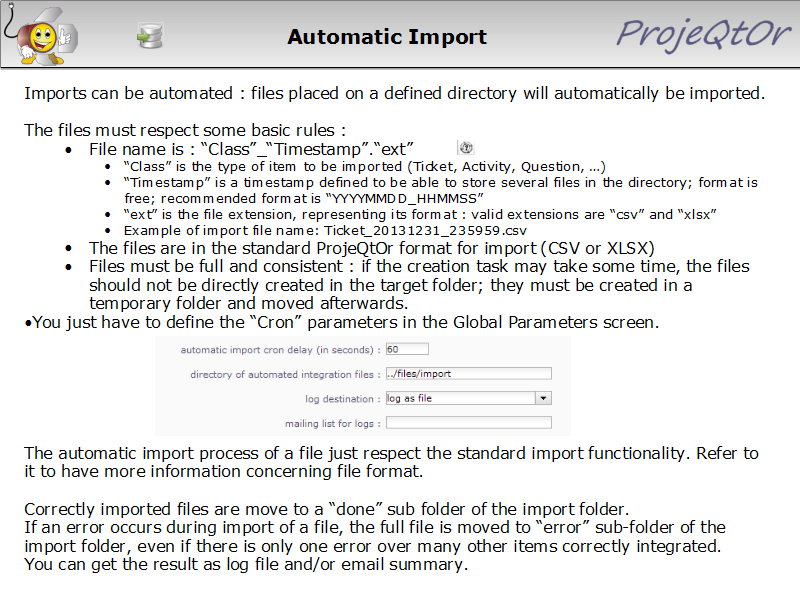 Automatic Import
ProjeQtOr
Imports can be automated : files placed on a defined directory will automatically be imported.
The files must respect some basic rules :
• File name is : “Class”_“Timestamp”.“ext”
• “Class” is the type of item to be imported (Ticket, Activity, Question, …)
• “Timestamp” is a timestamp defined to be able to store several files in the directory; format is
free; recommended format is “YYYYMMDD_HHMMSS”
• “ext” is the file extension, representing its format : valid extensions are “csv” and “xlsx”
• Example of import file name: Ticket_20131231_235959.csv
• The files are in the standard ProjeQtOr format for import (CSV or XLSX)
• Files must be full and consistent : if the creation task may take some time, the files
should not be directly created in the target folder; they must be created in a
temporary folder and moved afterwards.
•You just have to define the “Cron” parameters in the Global Parameters screen.
automatic import cron delay (in seconds) : 60
directory of automated integration files : ../files/import
log destination : log as file
mailing list for logs :
The automatic import process of a file just respect the standard import functionality. Refer to
it to have more information concerning file format.
Correctly imported files are move to a “done” sub folder of the import folder.
If an error occurs during import of a file, the full file is moved to “error” sub-folder of the
import folder, even if there is only one error over many other items correctly integrated.
You can get the result as log file and/or email summary.